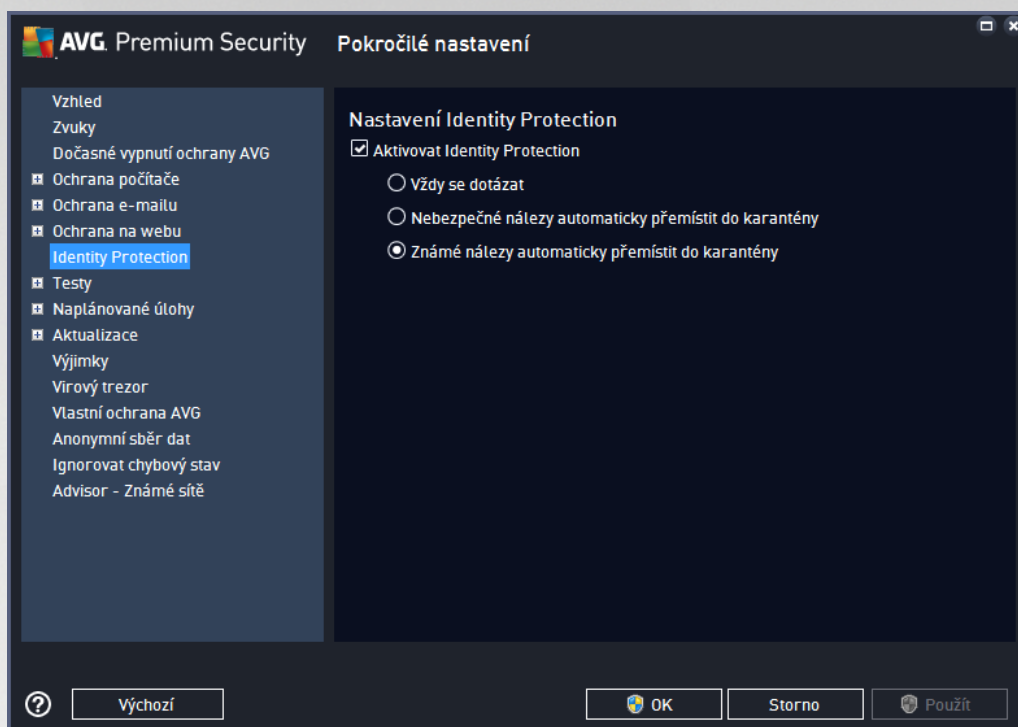 AVG. Premium Security Pokročilé nastavení
Vzhled
Zvuky
Dočasné vypnutí ochrany AVG
Ochrana počítače
Ochrana e-mailu
Ochrana na webu
Identity Protection
Testy
Naplánované úlohy
Aktualizace
Výjimky
Virový trezor
Vlastní ochrana AVG
Anonymní sběr dat
Ignorovat chybový stav
Advisor - Známé sítě
Nastavení Identity Protection
Aktivovat Identity Protection
Vždy se dotázat
Nebezpečné nálezy automaticky přemístit do karantény
Známé nálezy automaticky přemístit do karantény
? Výchozí OK Storno Použít